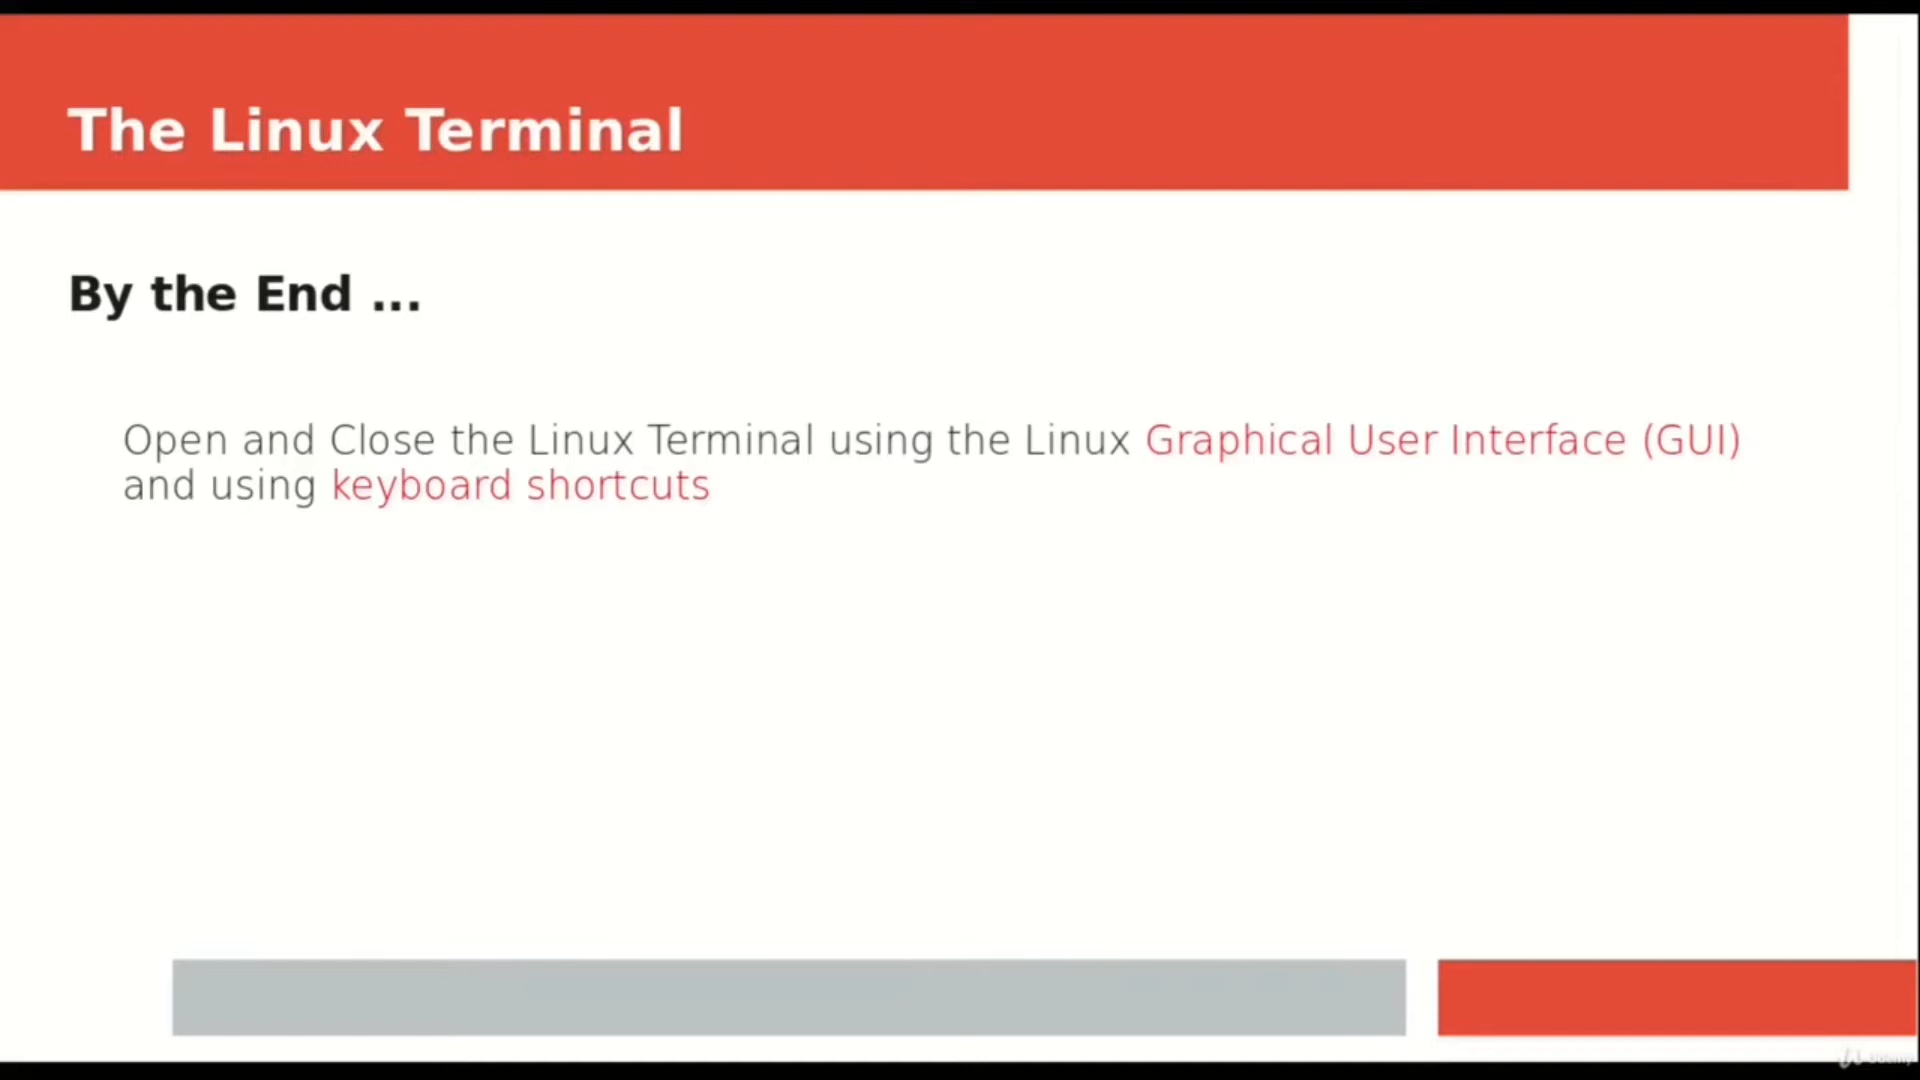 The Linux Terminal
By the End ...
Open and Close the Linux Terminal using the Linux Graphical User Interface (GUI)
and using keyboard shortcuts
Udemy